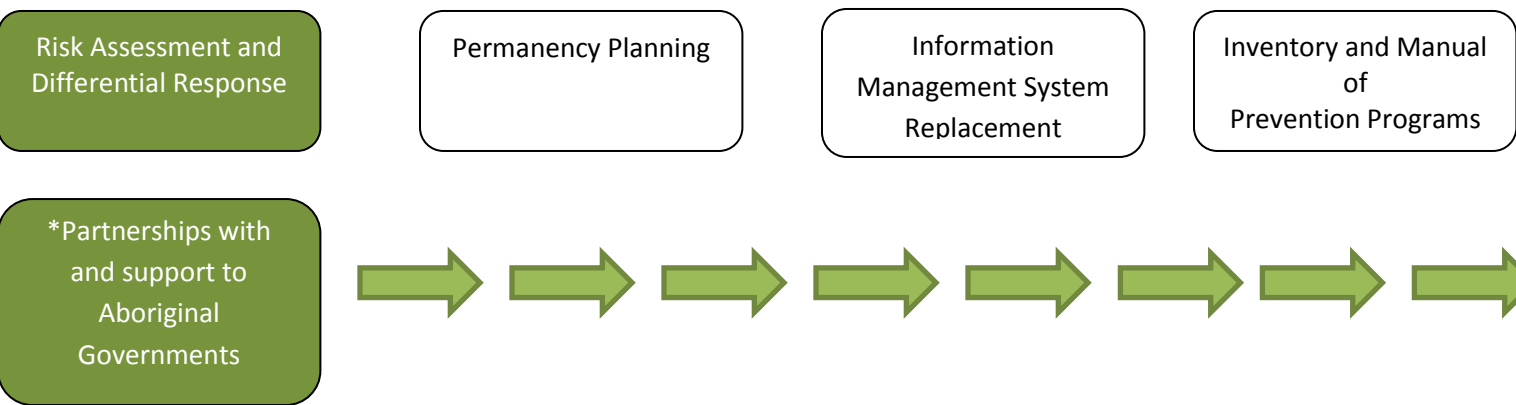 Risk Assessment and
Differential Response
Permanency Planning
Information
Management System
Replacement
Inventory and Manual
of
Prevention Programs
*Partnerships with
and support to
Aboriginal
Governments